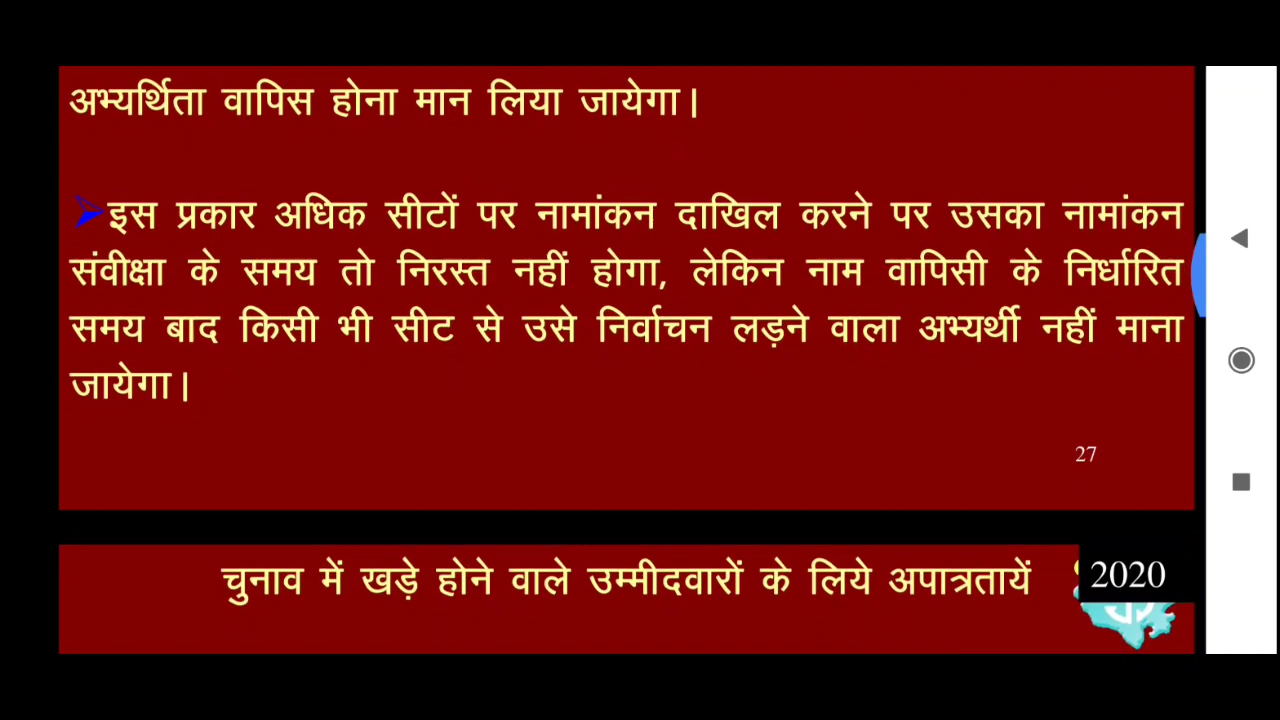 अभ्यर्थिता वापिस होना मान लिया जायेगा।
इस प्रकार अधिक सीटों पर नामांकन दाखिल करने पर उसका नामांकन
संवीक्षा के समय तो निरस्त नहीं होगा, लेकिन नाम वापिसी के निर्धारित
समय बाद किसी भी सीट से उसे निर्वाचन लड़ने वाला अभ्यर्थी नहीं माना
जायेगा।
27
चुनाव में खड़े होने वाले उम्मीदवारों के लिये अपात्रतायें
2020